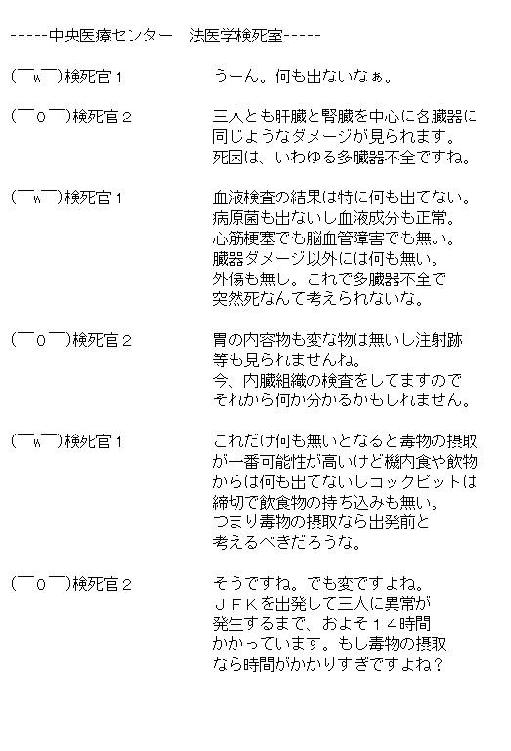 -----中央医療センター　法医学検死室-----
(￣ｗ￣)検死官１　うーん。何も出ないなぁ。
(￣Ｏ￣)検死官２　三人とも肝臓と腎臓を中心に各臓器に
同じようなダメージが見られます。
死因は、いわゆる多臓器不全ですね。
(￣ｗ￣)検死官１　血液検査の結果は特に何も出てない。
病原菌も出ないし血液成分も正常。
心筋梗塞でも脳血管障害でも無い。
臓器ダメージ以外には何も無い。
外傷も無し。これで多臓器不全で
突然死なんて考えられないな。
(￣Ｏ￣)検死官２　胃の内容物も変な物は無いし注射跡
等も見られませんね。
今、内臓組織の検査をしてますので
それから何か分かるかもしれません。
(￣ｗ￣)検死官１　これだけ何も無いとなると毒物の摂取
が一番可能性が高いけど機内食や飲物
からは何も出てないしコックピットは
締切で飲食物の持ち込みも無い。
つまり毒物の摂取なら出発前と
考えるべきだろうな。
(￣Ｏ￣)検死官２　そうですね。でも変ですよね。
ＪＦＫを出発して三人に異常が
発生するまで、およそ１４時間
かかっています。もし毒物の摂取
なら時間がかかりすぎですよね？